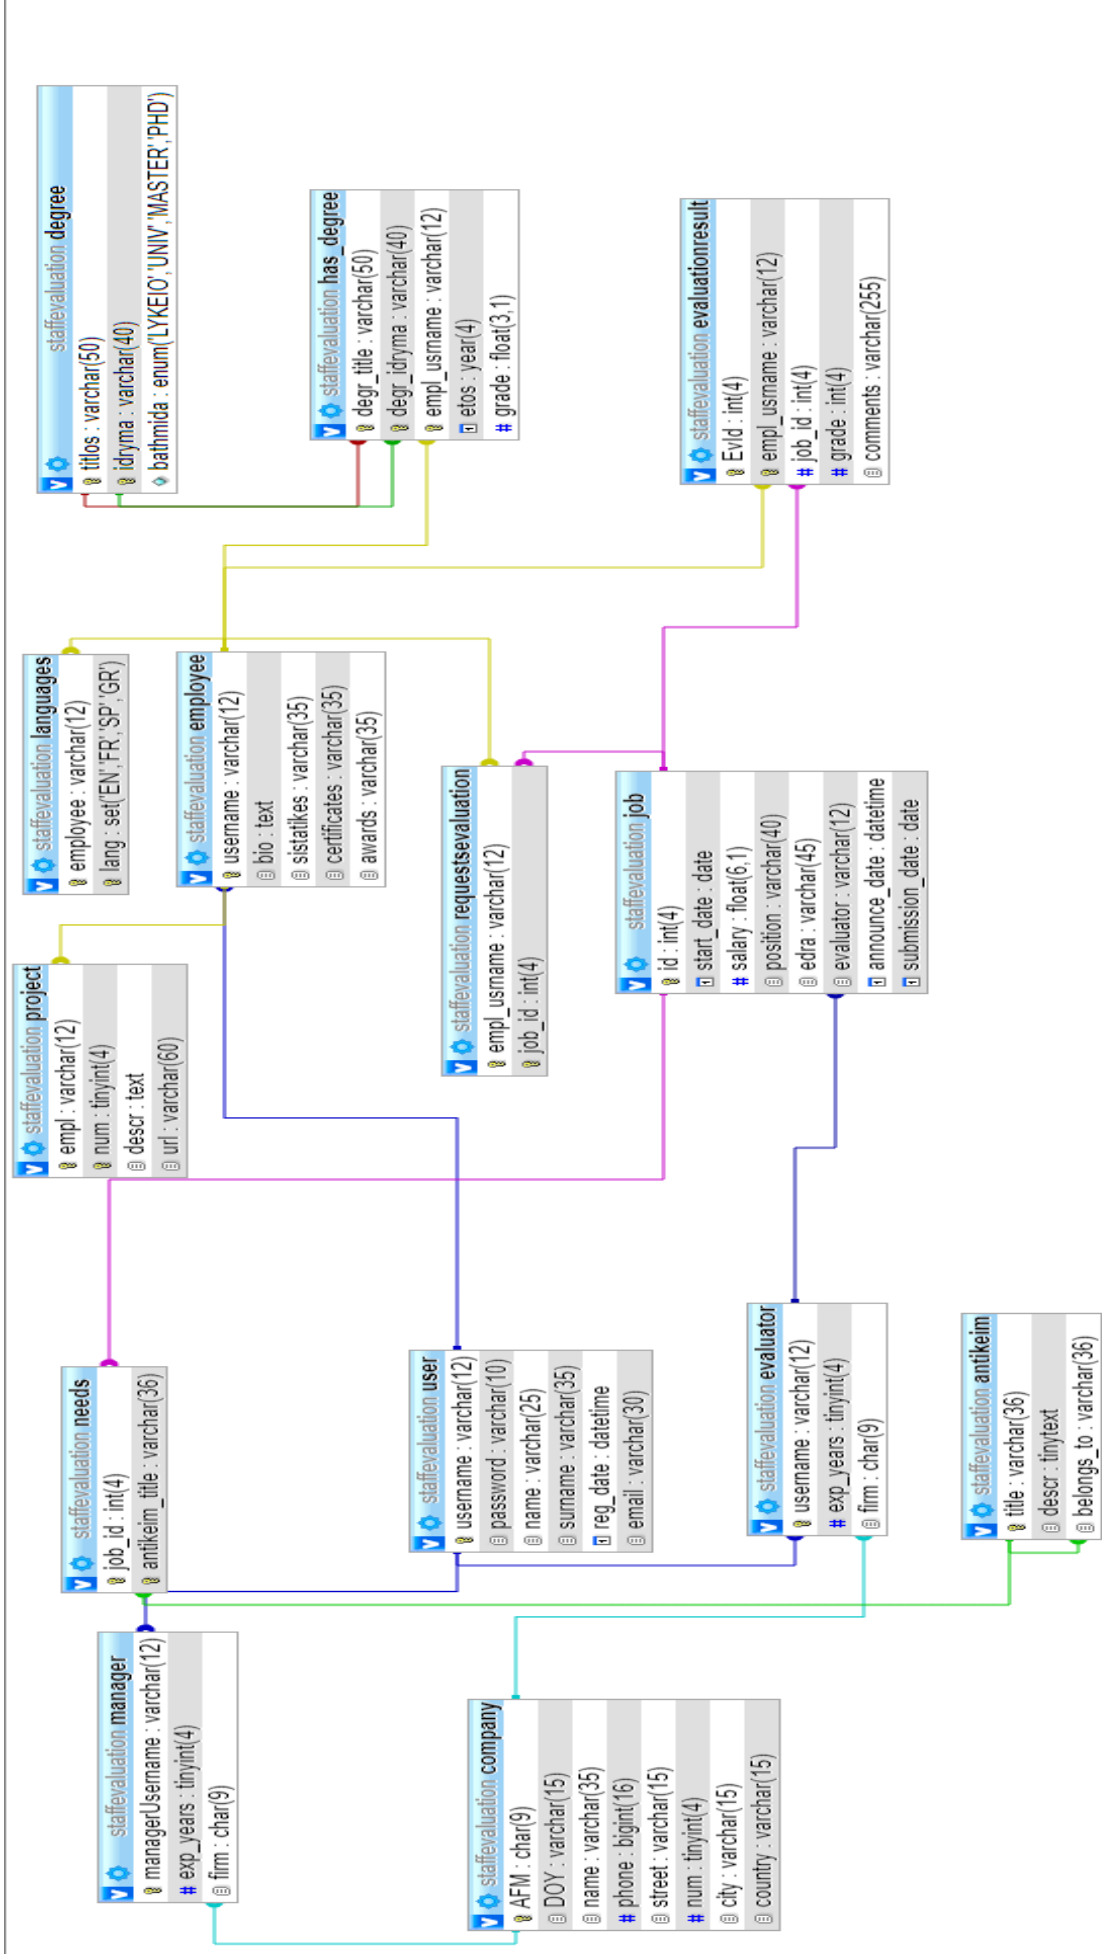 staffevaluation manager
managerUsername : varchar(12)
exp_years : tinyint(4)
firm : char(9)
staffevaluation company
AFM : char(9)
DOY : varchar(15)
name : varchar(35)
phone : bigint(16)
street : varchar(15)
num : tinyint(4)
city : varchar(15)
country : varchar(15)
staffevaluation needs
job_id : int(4)
antikeim_title : varchar(36)
staffevaluation user
username : varchar(12)
password : varchar(10)
name : varchar(25)
surname : varchar(35)
reg_date : datetime
email : varchar(30)
staffevaluation evaluator
username : varchar(12)
exp_years : tinyint(4)
firm : char(9)
staffevaluation antikeim
title : varchar(36)
descr : tinytext
belongs_to : varchar(36)
staffevaluation project
empl : varchar(12)
num : tinyint(4)
descr : text
url : varchar(60)
staffevaluation languages
employee : varchar(12)
lang : set('EN','FR','SP','GR')
staffevaluation employee
username : varchar(12)
bio : text
sistatikes : varchar(35)
certificates : varchar(35)
awards : varchar(35)
staffevaluation requestsevaluation
empl_usrname : varchar(12)
job_id : int(4)
staffevaluation job
id : int(4)
start_date : date
salary : float(6,1)
position : varchar(40)
edra : varchar(45)
evaluator : varchar(12)
announce_date : datetime
submission_date : date
staffevaluation degree
titlos : varchar(50)
idryma : varchar(40)
bathmida : enum('LYKEIO','UNIV','MASTER','PHD')
staffevaluation has_degree
degr_title : varchar(50)
degr_idryma : varchar(40)
empl_usrname : varchar(12)
etos : year(4)
grade : float(3,1)
staffevaluation evaluationresult
EvId : int(4)
empl_usrname : varchar(12)
job_id : int(4)
grade : int(4)
comments : varchar(255)